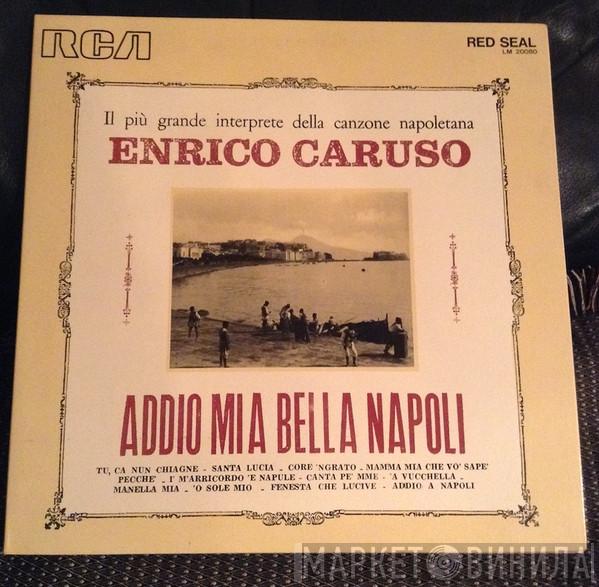 RCA
RED SEAL
LM 20080
Il più grande interprete della canzone napoletana
ENRICO CARUSO
ADDIO MIA BELLA NAPOLI
TU, CA NUN CHIAGNE - SANTA LUCIA - CORE 'NGRATO - MAMMA MIA CHE VO' SAPE'
PECCHE' - I' M'ARRICORDO 'E NAPULE - CANTA PE' MME - 'A VUCCHELLA -
MANELLA MIA - 'O SOLE MIO - FENESTA CHE LUCIVE - ADDIO A NAPOLI
МАРКЕТ ВИНИЛА